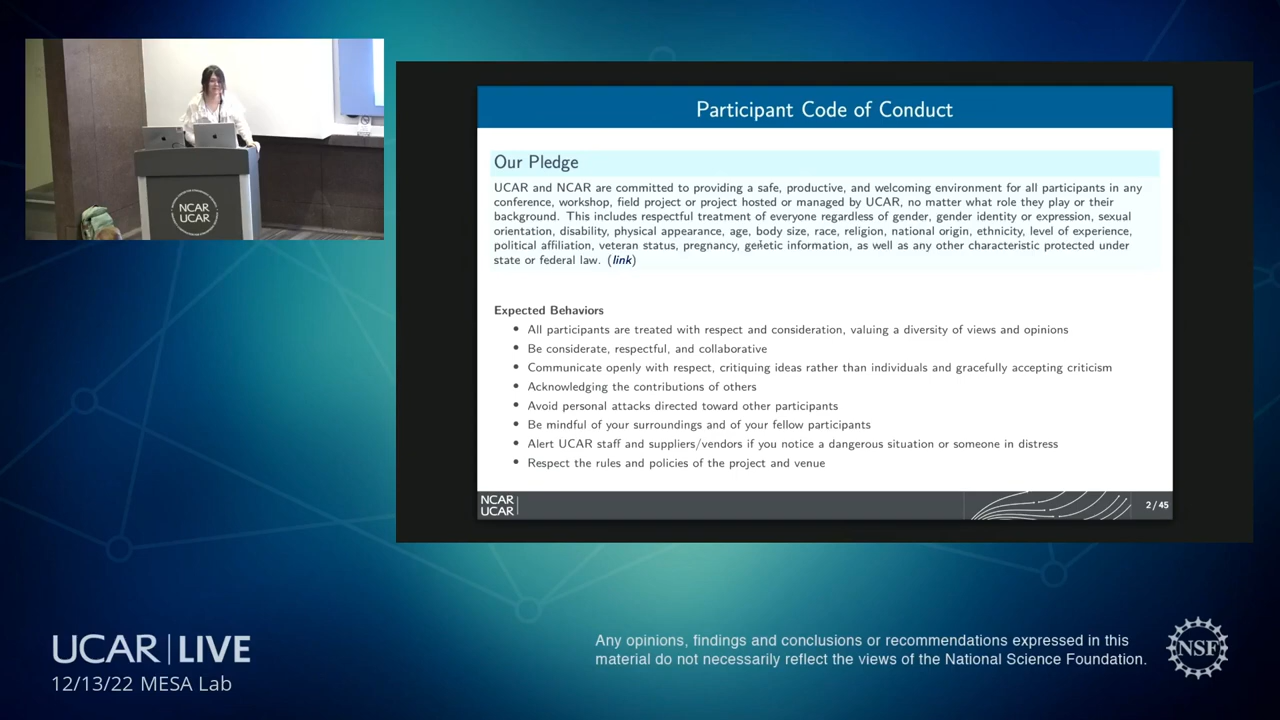 NCAR
UCAR
Participant Code of Conduct
Our Pledge
UCAR and NCAR are committed to providing a safe, productive, and welcoming environment for all participants in any
conference, workshop, field project or project hosted or managed by UCAR, no matter what role they play or their
background. This includes respectful treatment of everyone regardless of gender, gender identity or expression, sexual
orientation, disability, physical appearance, age, body size, race, religion, national origin, ethnicity, level of experience,
political affiliation, veteran status, pregnancy, genetic information, as well as any other characteristic protected under
state or federal law. (link)
Expected Behaviors
• All participants are treated with respect and consideration, valuing a diversity of views and opinions
• Be considerate, respectful, and collaborative
• Communicate openly with respect, critiquing ideas rather than individuals and gracefully accepting criticism
• Acknowledging the contributions of others
• Avoid personal attacks directed toward other participants
• Be mindful of your surroundings and of your fellow participants
• Alert UCAR staff and suppliers/vendors if you notice a dangerous situation or someone in distress
• Respect the rules and policies of the project and venue
NCAR
UCAR
2 / 45
UCAR | LIVE
12/13/22 MESA Lab
Any opinions, findings and conclusions or recommendations expressed in this
material do not necessarily reflect the views of the National Science Foundation.
NSF